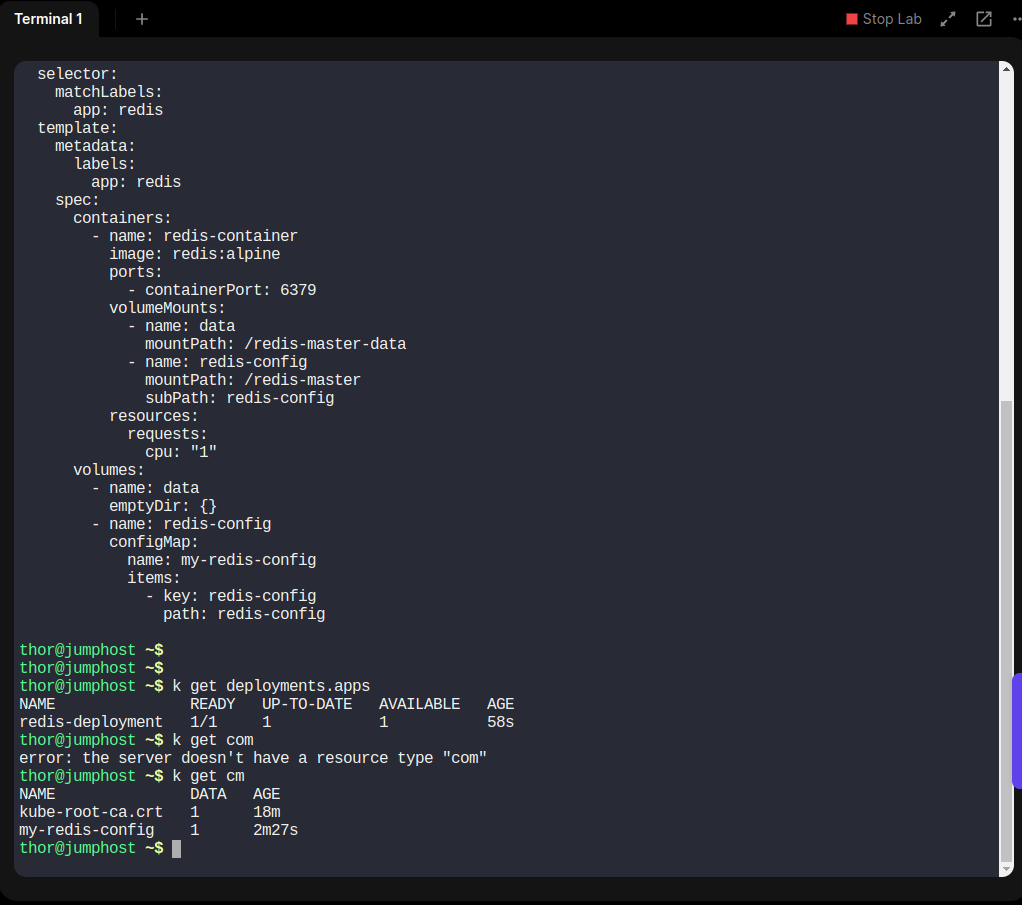 Terminal 1
+
Stop Lab
  selector:
    matchLabels:
      app: redis
  template:
    metadata:
      labels:
        app: redis
    spec:
      containers:
        - name: redis-container
          image: redis:alpine
          ports:
            - containerPort: 6379
          volumeMounts:
            - name: data
              mountPath: /redis-master-data
            - name: redis-config
              mountPath: /redis-master
              subPath: redis-config
          resources:
            requests:
              cpu: "1"
      volumes:
        - name: data
          emptyDir: {}
        - name: redis-config
          configMap:
            name: my-redis-config
            items:
              - key: redis-config
                path: redis-config
thor@jumphost ~$
thor@jumphost ~$
thor@jumphost ~$ k get deployments.apps
NAME               READY   UP-TO-DATE   AVAILABLE   AGE
redis-deployment   1/1     1            1           58s
thor@jumphost ~$ k get com
error: the server doesn't have a resource type "com"
thor@jumphost ~$ k get cm
NAME               DATA   AGE
kube-root-ca.crt   1      18m
my-redis-config    1      2m27s
thor@jumphost ~$